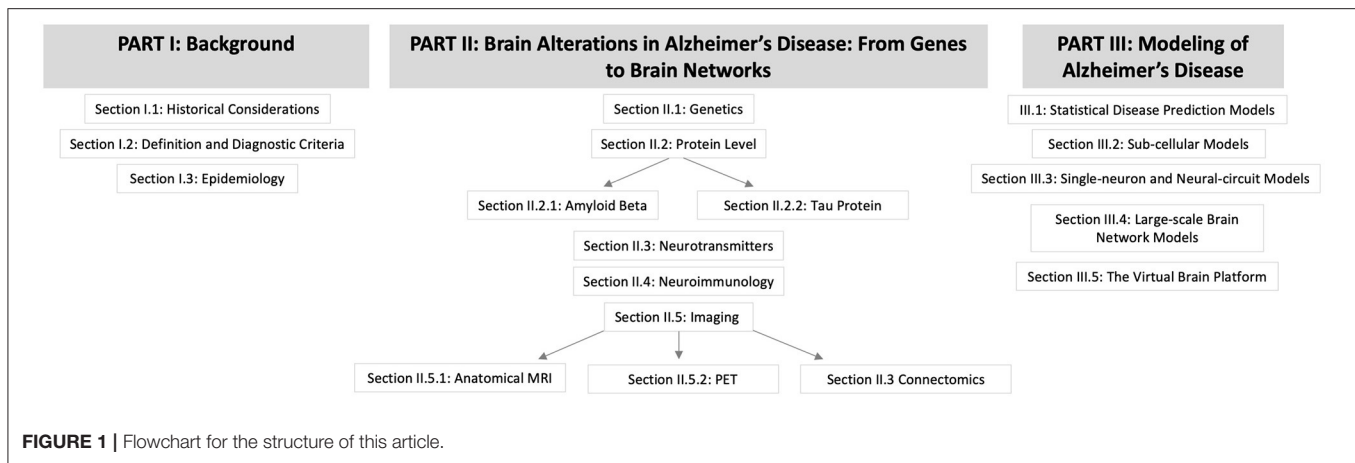 PART I: Background
Section I.1: Historical Considerations
Section I.2: Definition and Diagnostic Criteria
Section I.3: Epidemiology
PART II: Brain Alterations in Alzheimer's Disease: From Genes
to Brain Networks
Section II.1: Genetics
Section II.2: Protein Level
Section II.2.1: Amyloid Beta
Section II.2.2: Tau Protein
Section II.3: Neurotransmitters
Section II.4: Neuroimmunology
Section II.5: Imaging
Section II.5.1: Anatomical MRI
Section II.5.2: PET
Section II.3 Connectomics
PART III: Modeling of
Alzheimer's Disease
III.1: Statistical Disease Prediction Models
Section III.2: Sub-cellular Models
Section III.3: Single-neuron and Neural-circuit Models
Section III.4: Large-scale Brain
Network Models
Section III.5: The Virtual Brain Platform
FIGURE 1 | Flowchart for the structure of this article.